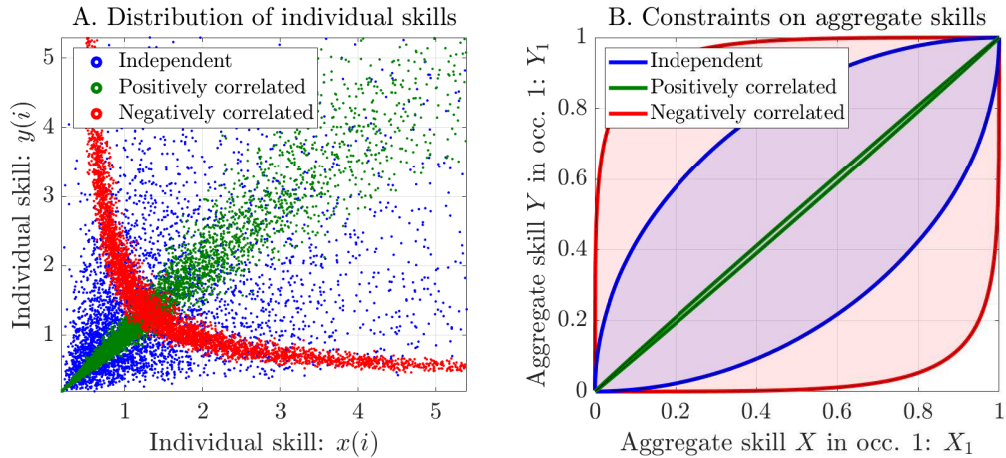 A. Distribution of individual skills
Independent
Positively correlated
Negatively correlated
Individual skill: y(i)
5
4
3
2
1
1
2
3
4
5
Individual skill: x(i)
B. Constraints on aggregate skills
Independent
Positively correlated
Negatively correlated
Aggregate skill Y in occ. 1: Y₁
1
0.8
0.6
0.4
0.2
0
0
0.2
0.4
0.6
0.8
1
Aggregate skill X in occ. 1: X₁